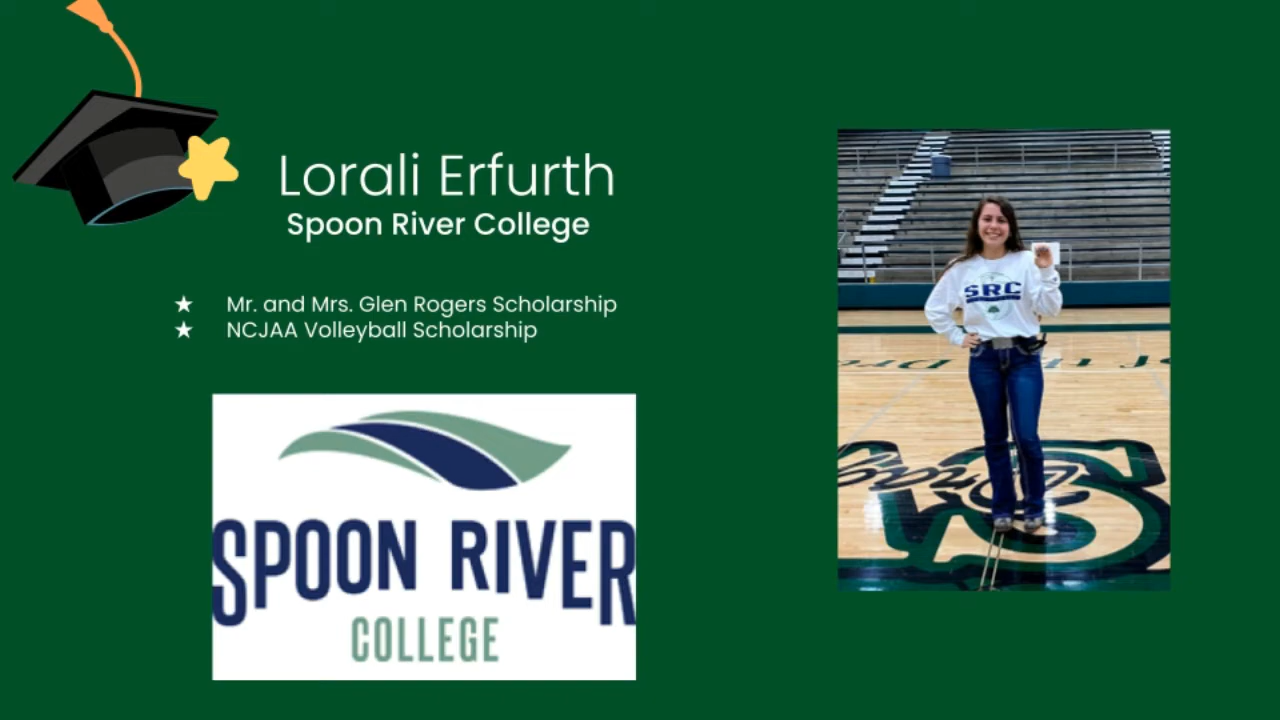 Lorali Erfurth
Spoon River College
★ Mr. and Mrs. Glen Rogers Scholarship
★ NCJAA Volleyball Scholarship
SPOON RIVER
COLLEGE
SRC